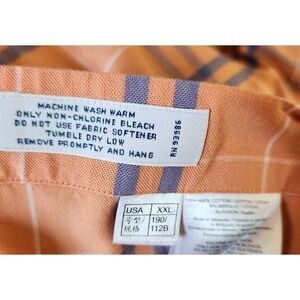 MACHINE WASH WARM
ONLY NON-CHLORINE BLEACH
DO NOT USE FABRIC SOFTENER
TUMBLE DRY LOW
REMOVE PROMPTLY AND HANG
RN 93986
USA XXL
号型/ 190/
规格 112B
COTTON